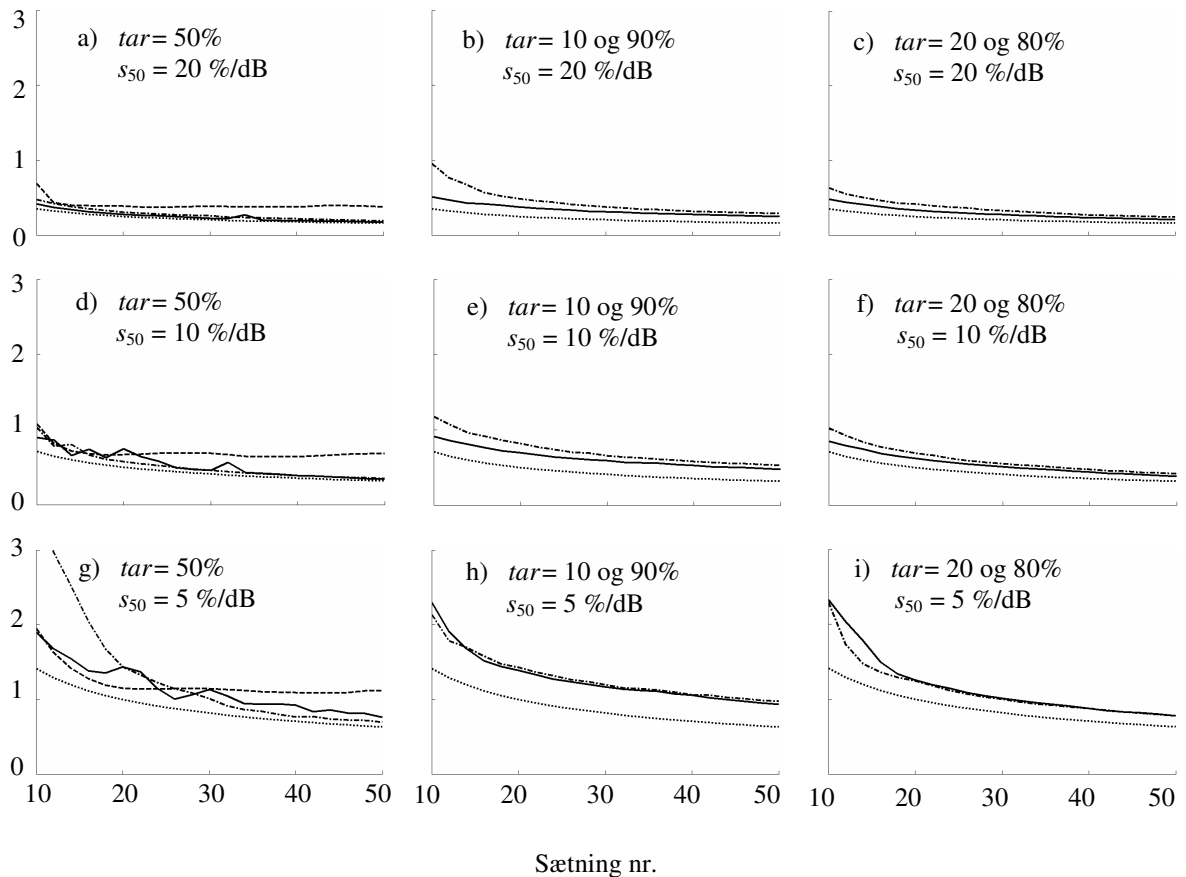 3
2
1
0
a) tar= 50%
s50 = 20 %/dB
b) tar= 10 og 90%
s50 = 20 %/dB
c) tar= 20 og 80%
s50 = 20 %/dB
3
2
1
0
d) tar= 50%
s50 = 10 %/dB
e) tar= 10 og 90%
s50 = 10 %/dB
f) tar= 20 og 80%
s50 = 10 %/dB
3
2
1
0
g) tar= 50%
s50 = 5 %/dB
h) tar= 10 og 90%
s50 = 5 %/dB
i) tar= 20 og 80%
s50 = 5 %/dB
10 20 30 40 50
10 20 30 40 50
10 20 30 40 50
Sætning nr.